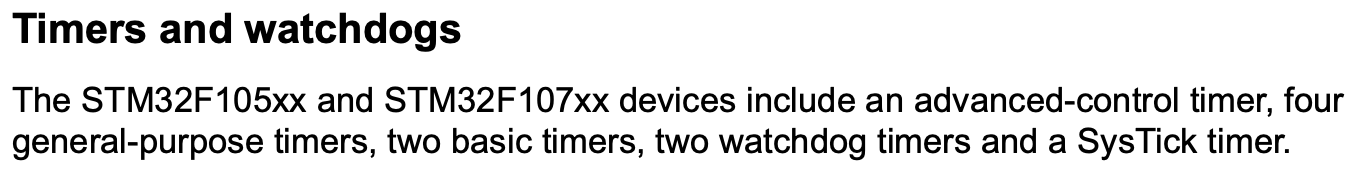 Timers and watchdogs
The STM32F105xx and STM32F107xx devices include an advanced-control timer, four
general-purpose timers, two basic timers, two watchdog timers and a SysTick timer.